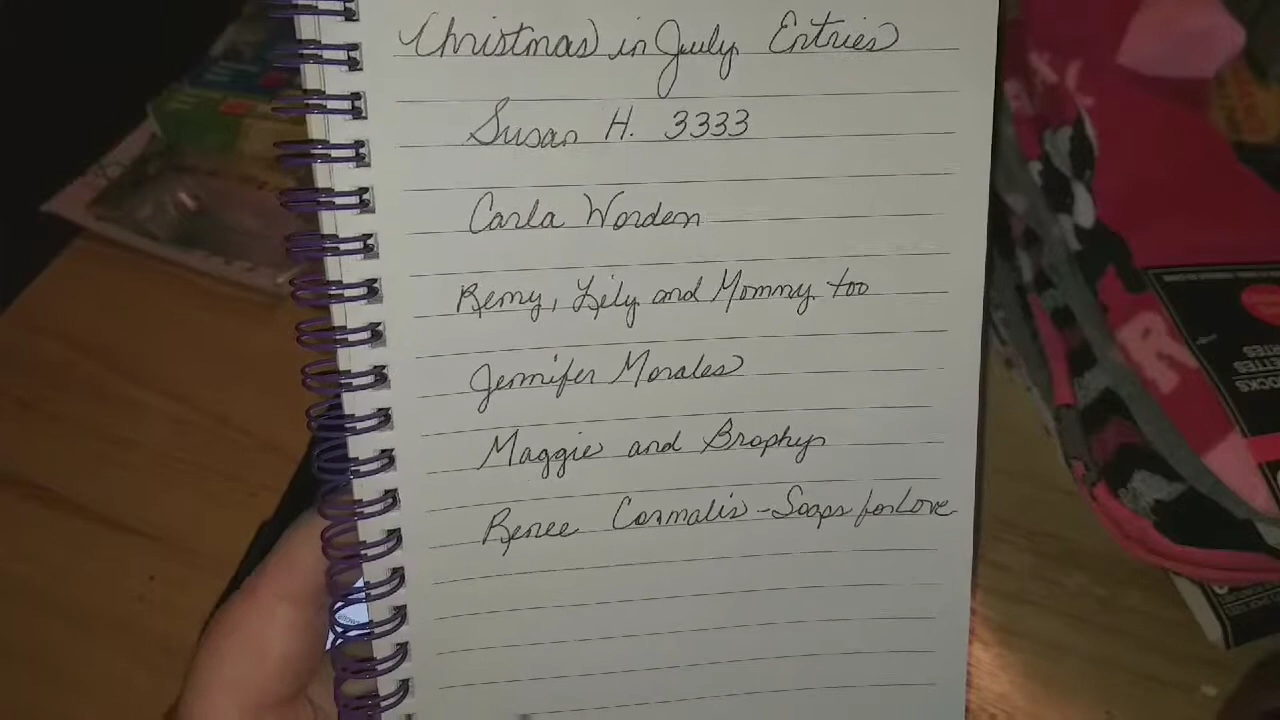 Christmas in July Entries
Susan H. 3333
Carla Worden
Remy, Lily and Mommy too
Jennifer Morales
Maggie and Brophy
Renee Cormalis - Soaps for Love